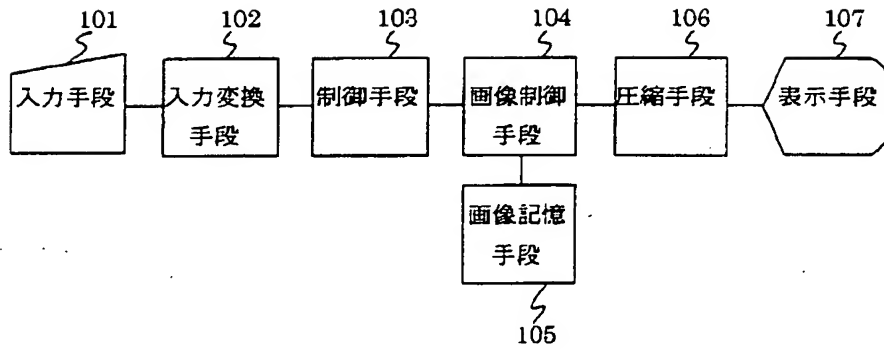 101
102
103
104
106
107
入力手段
入力変換
手段
制御手段
画像制御
手段
圧縮手段
表示手段
画像記憶
手段
105